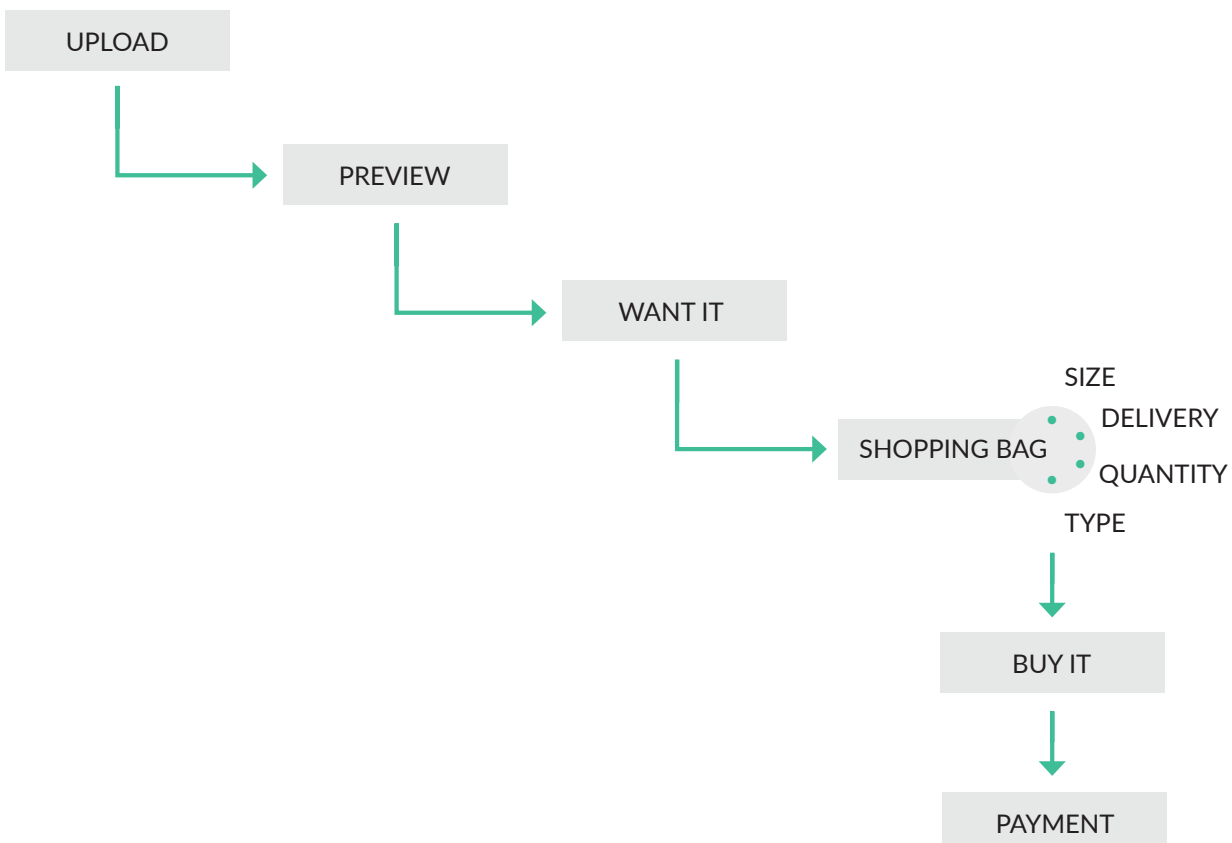 UPLOAD
PREVIEW
WANT IT
SIZE
DELIVERY
SHOPPING BAG
QUANTITY
TYPE
BUY IT
PAYMENT